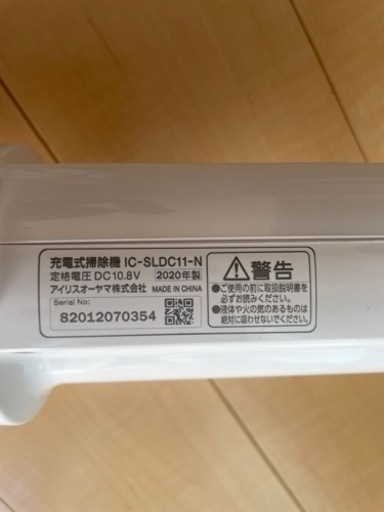 充電式掃除機 IC-SLDC11-N
定格電圧 DC10.8V 2020年製
アイリスオーヤマ株式会社 MADE IN CHINA
Serial No:
82012070354
警告
●ご使用の前に取扱説明書を
必ずお読みください。
●液体や火の気のあるものは
絶対に吸わせないでください。